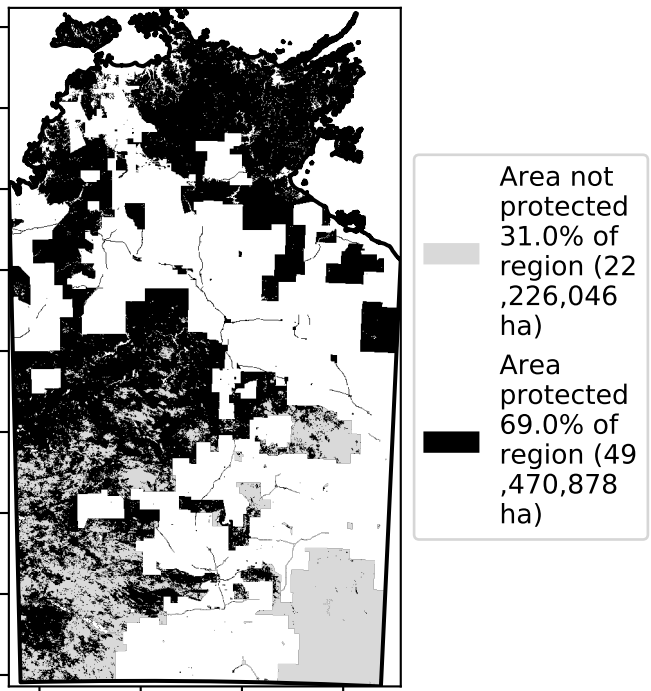 Area not
protected
31.0% of
region (22
,226,046
ha)
Area
protected
69.0% of
region (49
,470,878
ha)